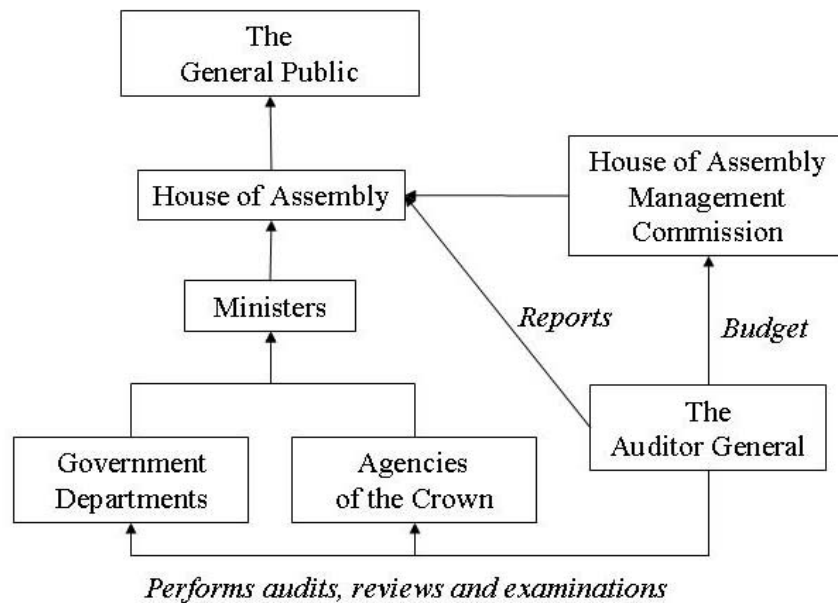 The
General Public
House of Assembly
House of Assembly
Management
Commission
Ministers
Reports
Budget
The
Auditor General
Government
Departments
Agencies
of the Crown
Performs audits, reviews and examinations